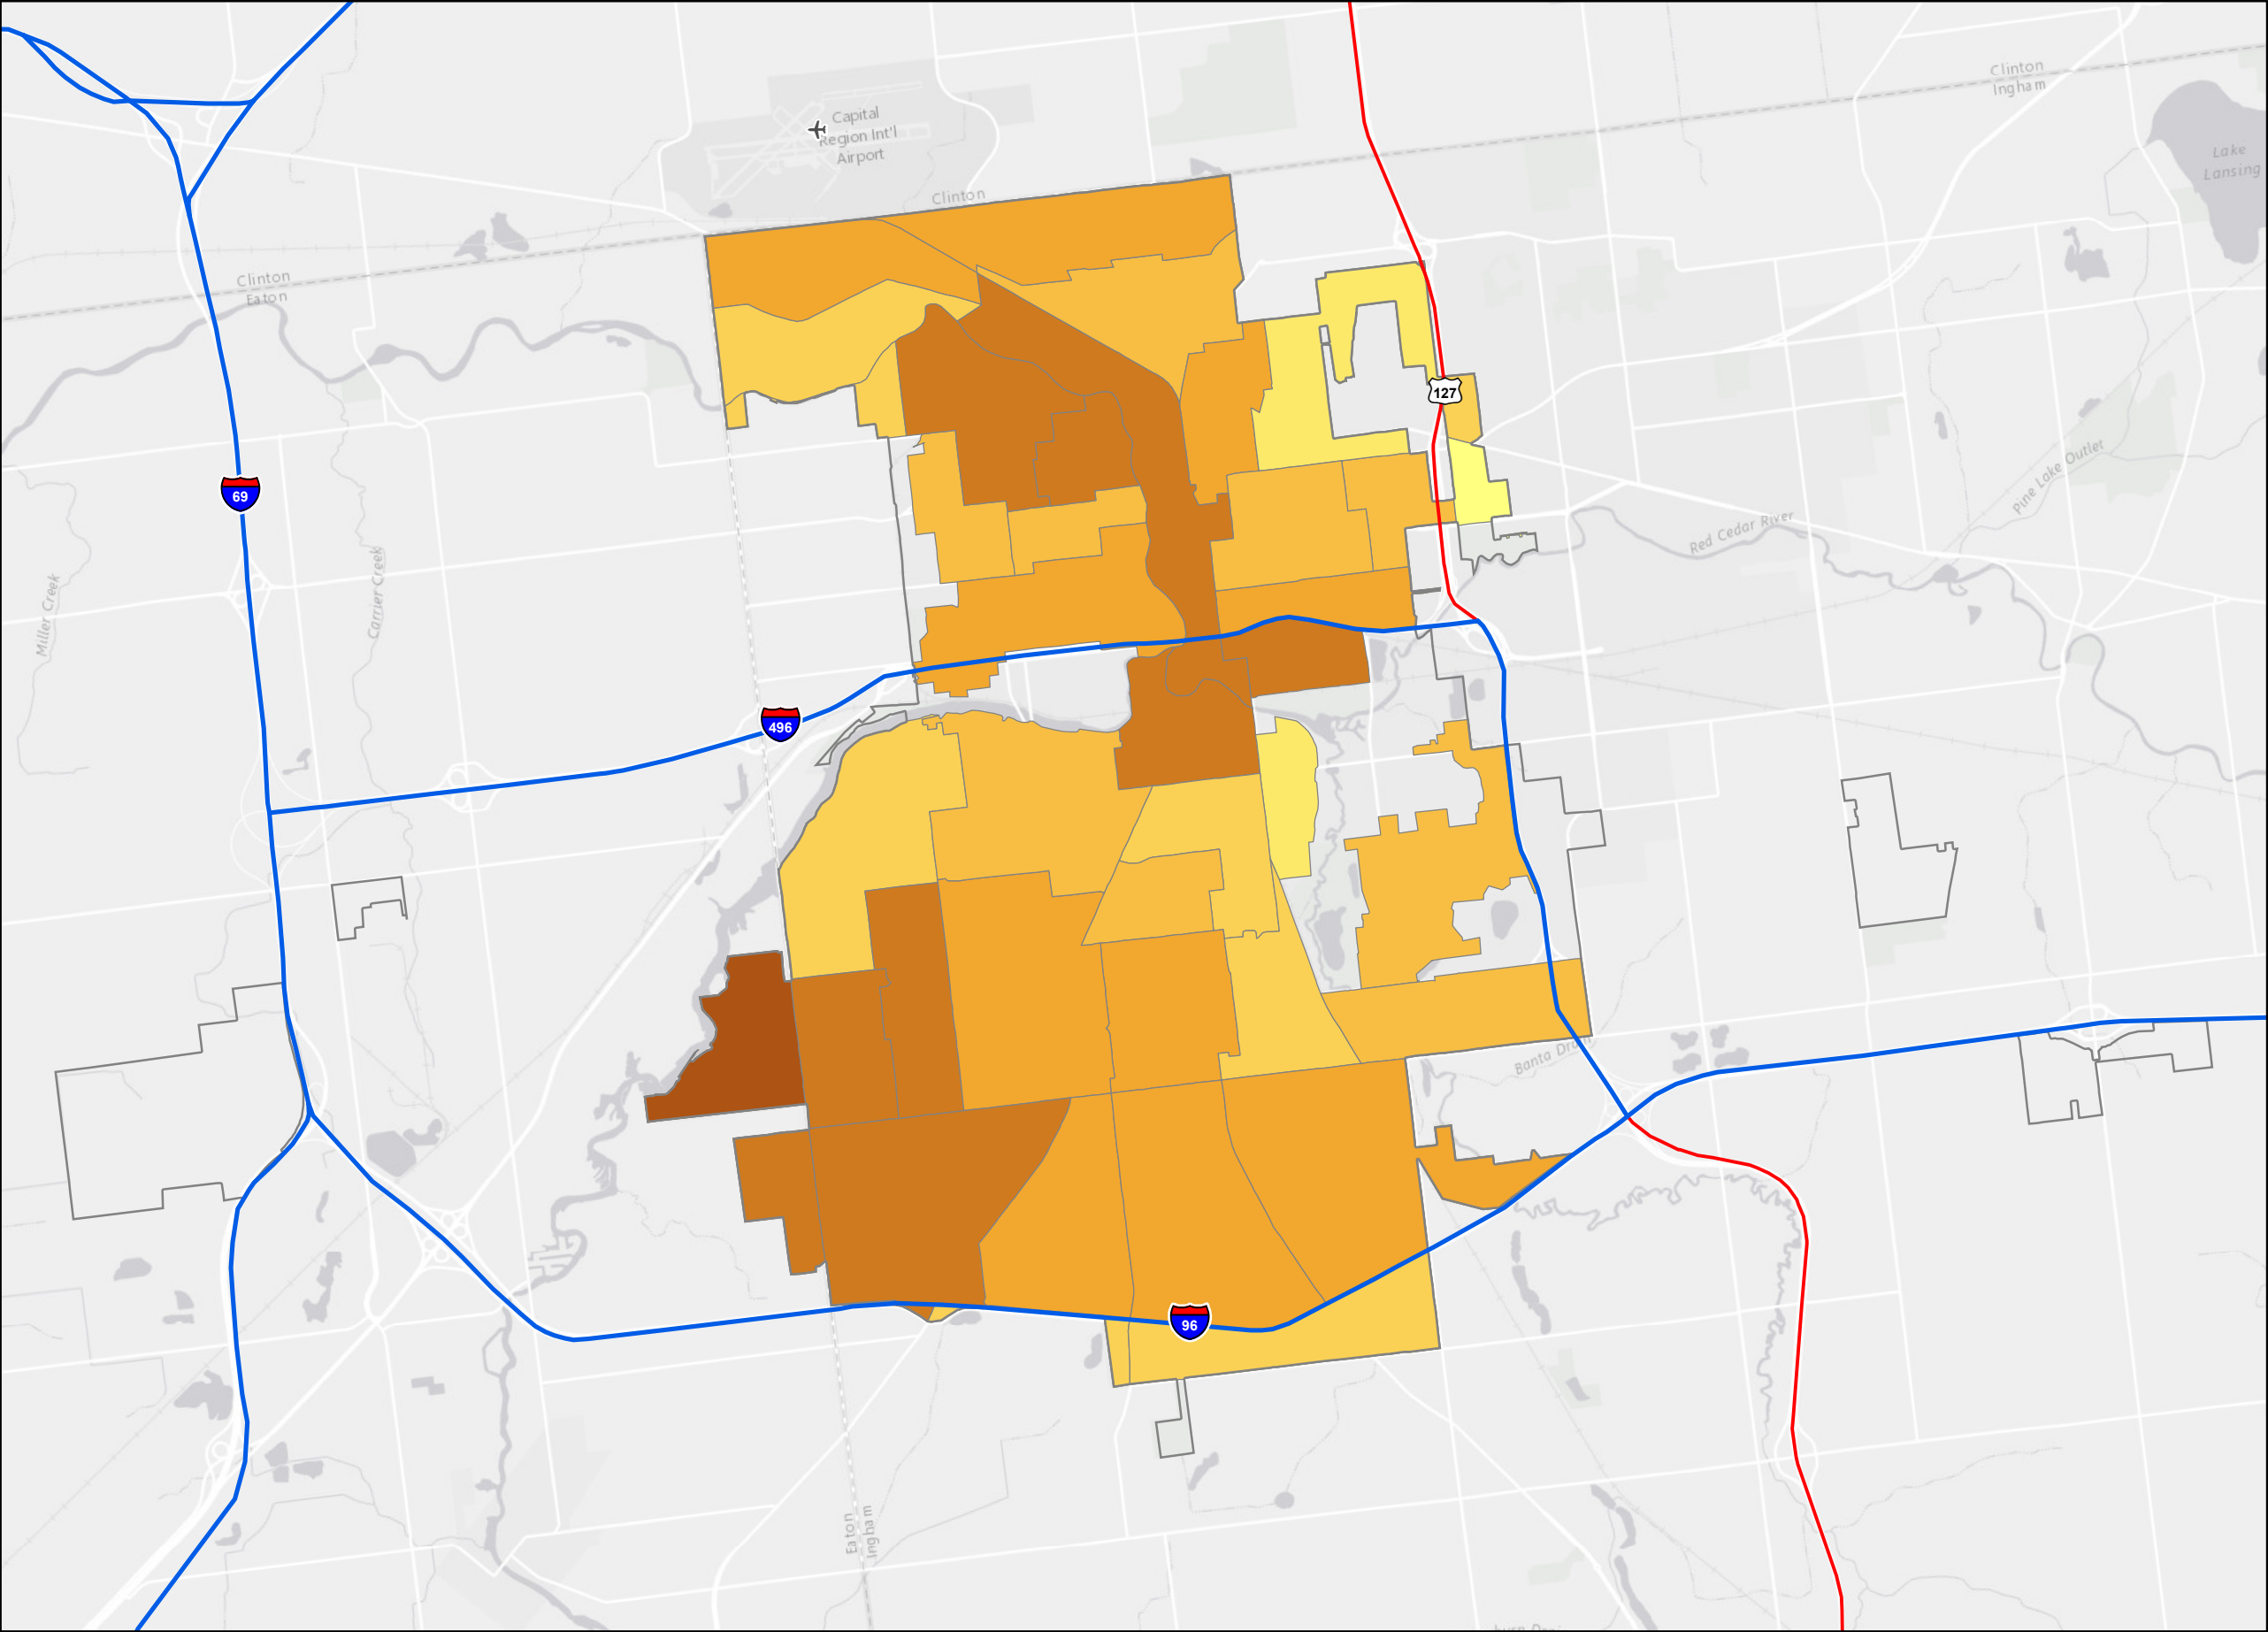 Clinton
Ingham
Capital
Region Int'l
Airport
Lake
Lansing
Clinton
Clinton
Eaton
127
69
Pine Lake Outlet
Red Cedar River
Miller Creek
Carrier Creek
496
Banta Drain
96
Eaton
Ingham